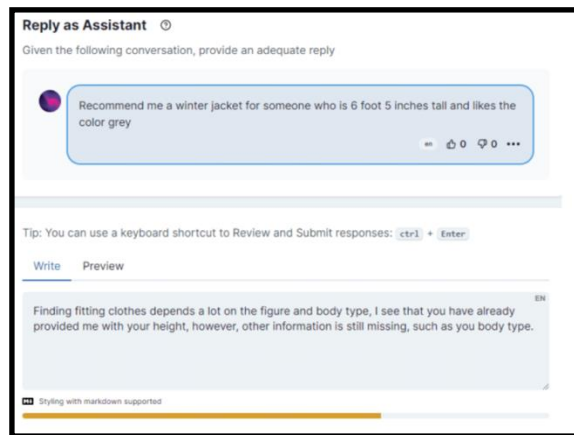 Reply as Assistant
Given the following conversation, provide an adequate reply
Recommend me a winter jacket for someone who is 6 foot 5 inches tall and likes the
color grey
en 0 0
Tip: You can use a keyboard shortcut to Review and Submit responses: ctrl + Enter
Write Preview
EN
Finding fitting clothes depends a lot on the figure and body type, I see that you have already
provided me with your height, however, other information is still missing, such as you body type.
Styling with markdown supported